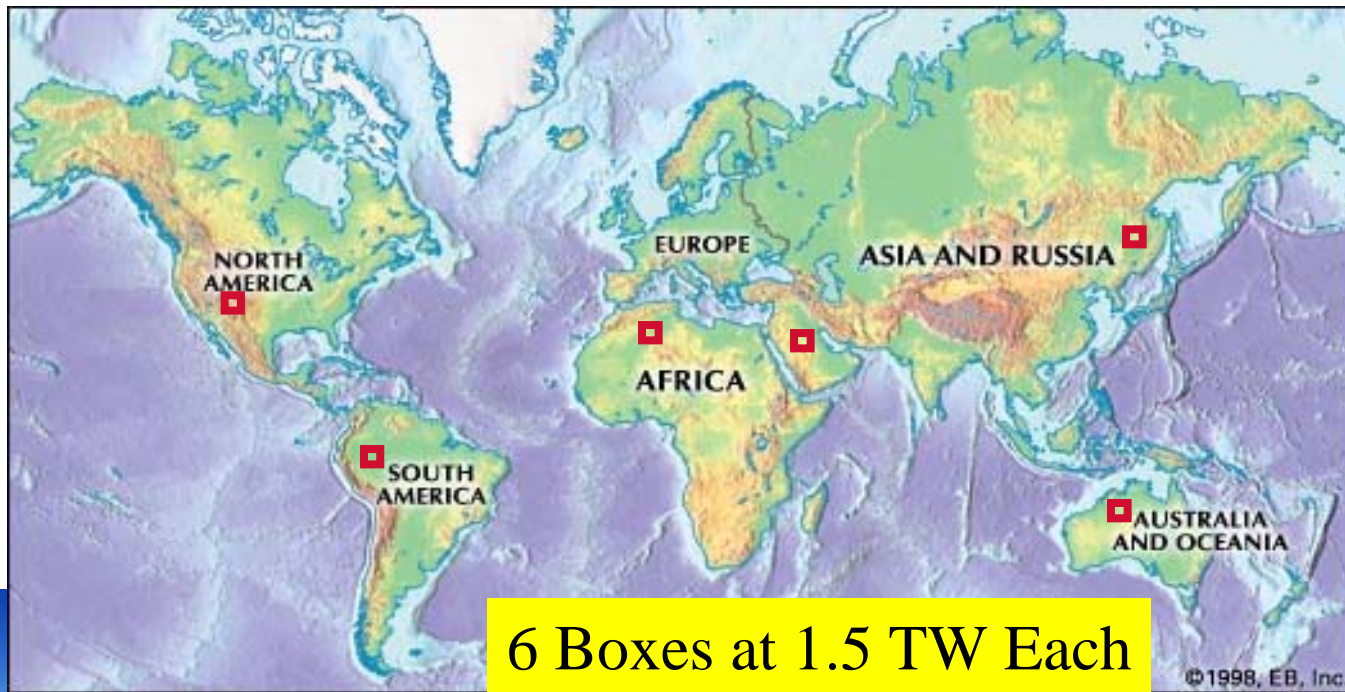 NORTH
AMERICA
EUROPE
ASIA AND RUSSIA
AFRICA
SOUTH
AMERICA
AUSTRALIA
AND OCEANIA
6 Boxes at 1.5 TW Each
©1998, EB, Inc